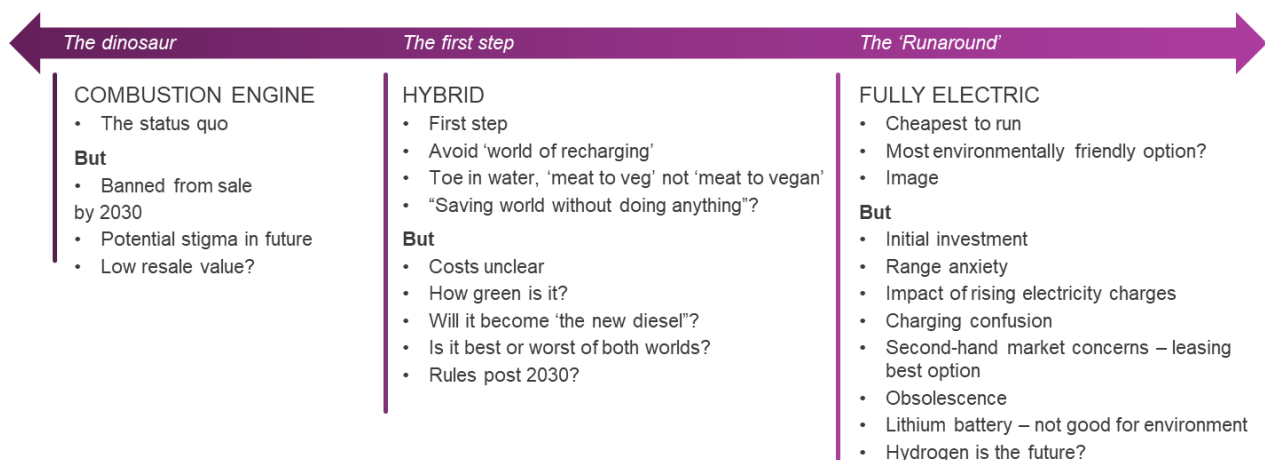 The dinosaur
The first step
The 'Runaround'
COMBUSTION ENGINE
• The status quo
But
• Banned from sale
by 2030
• Potential stigma in future
• Low resale value?
HYBRID
• First step
• Avoid 'world of recharging'
• Toe in water, 'meat to veg' not 'meat to vegan'
• “Saving world without doing anything”?
But
• Costs unclear
• How green is it?
• Will it become 'the new diesel”?
• Is it best or worst of both worlds?
• Rules post 2030?
FULLY ELECTRIC
• Cheapest to run
• Most environmentally friendly option?
• Image
But
• Initial investment
• Range anxiety
• Impact of rising electricity charges
• Charging confusion
• Second-hand market concerns – leasing
best option
• Obsolescence
• Lithium battery – not good for environment
• Hydrogen is the future?